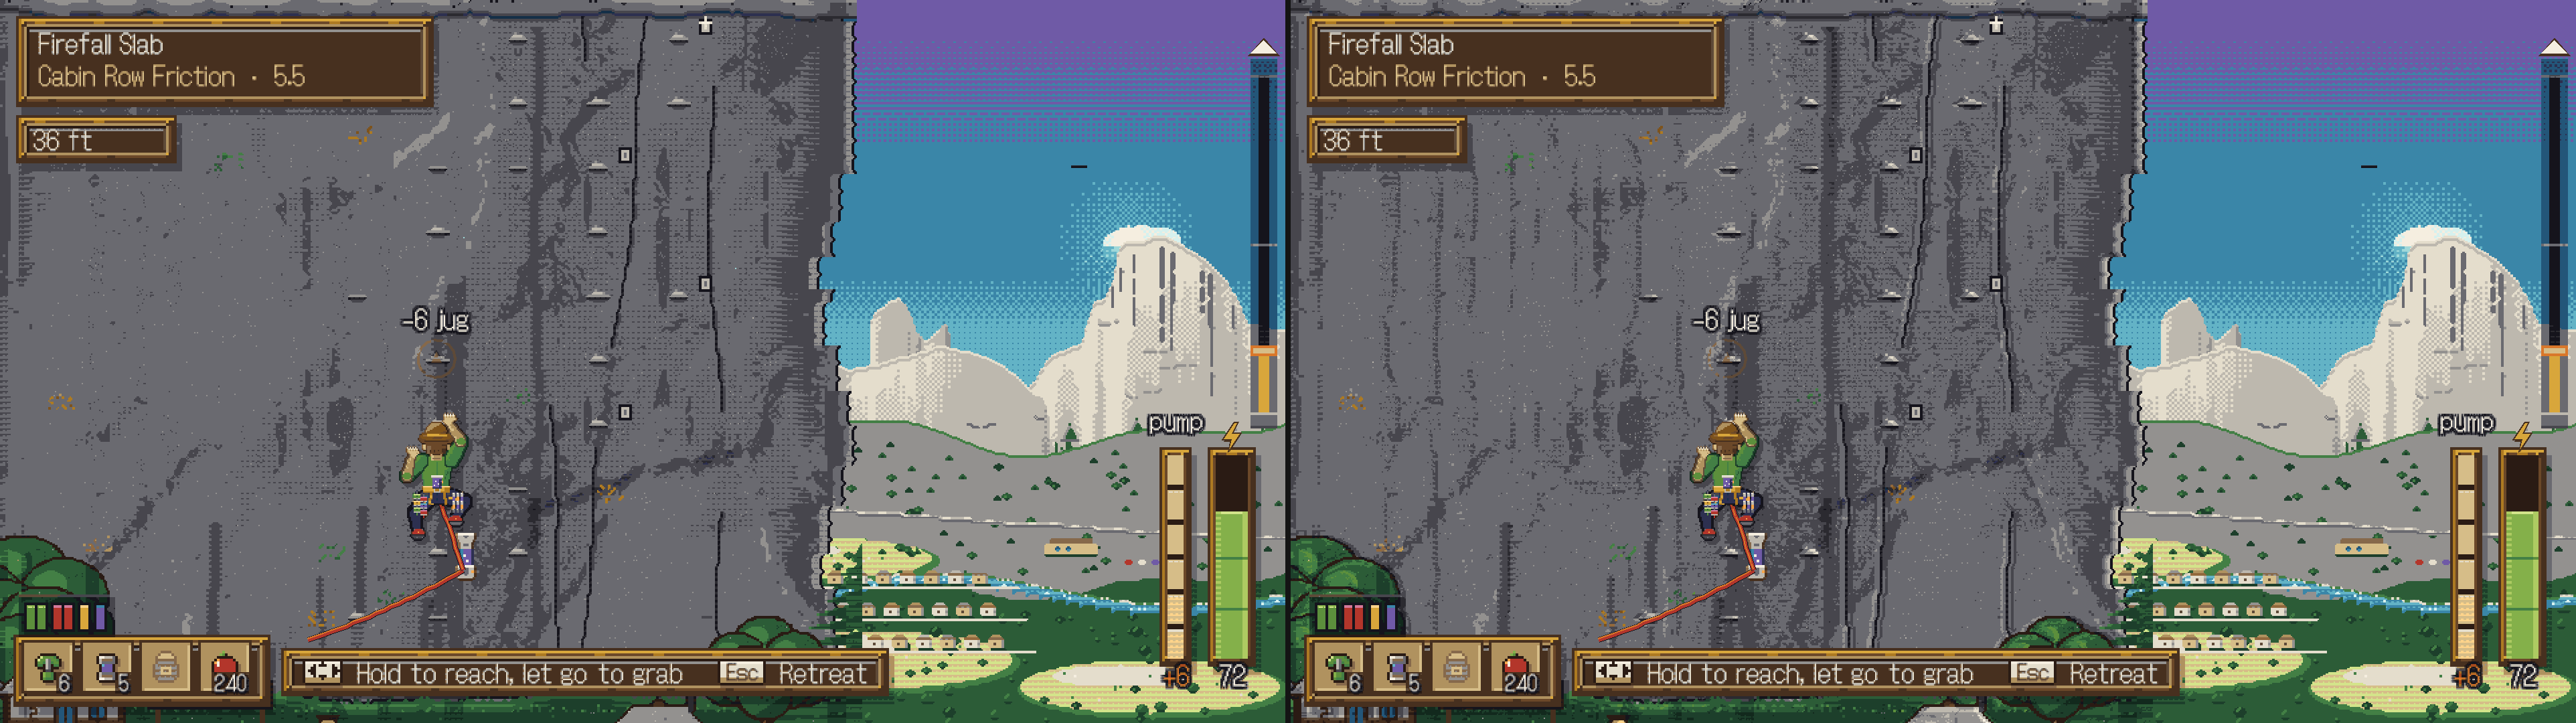 Firefall Slab
Cabin Row Friction · 5.5
36 ft
-6 jug
pump
6
5
240
Hold to reach, let go to grab
Esc Retreat
+6
72
Firefall Slab
Cabin Row Friction · 5.5
36 ft
-6 jug
pump
6
5
240
Hold to reach, let go to grab
Esc Retreat
+6
72